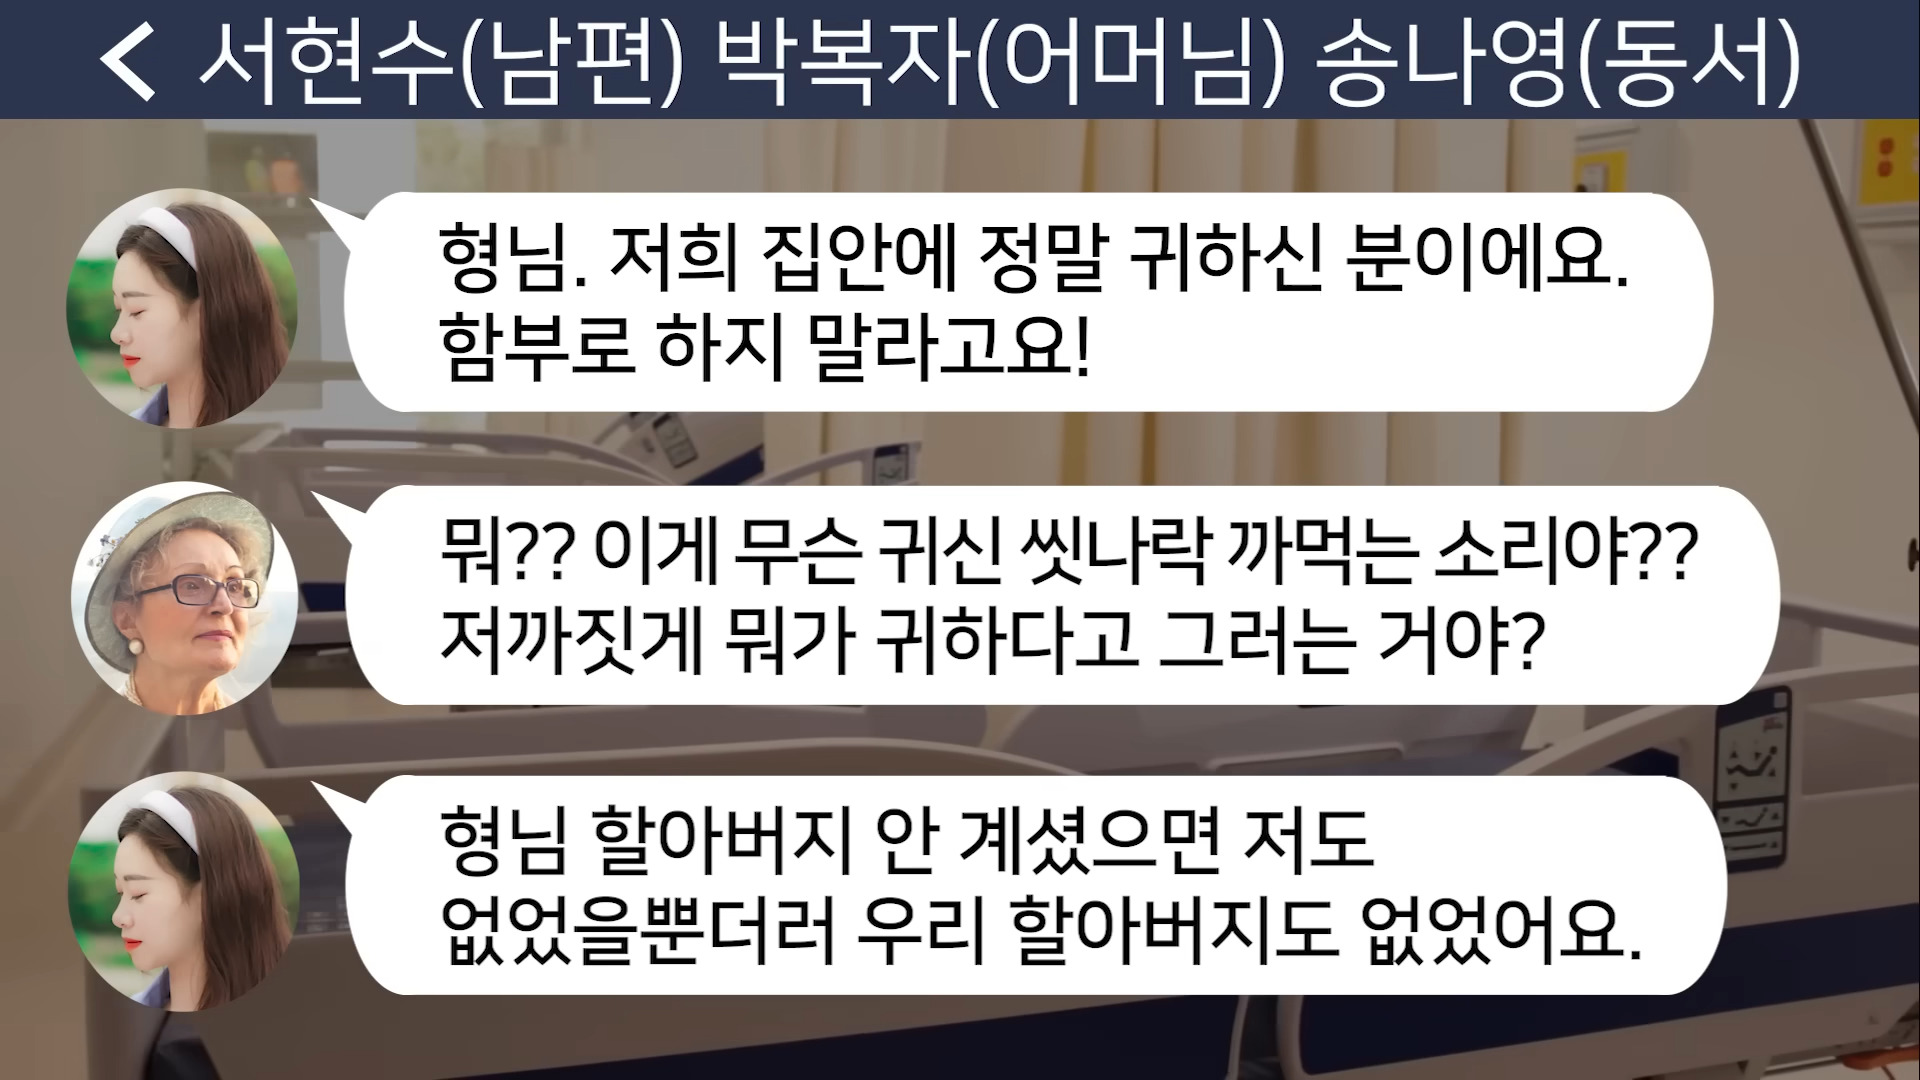 서현수(남편) 박복자(어머님) 송나영(동서)
형님. 저희 집안에 정말 귀하신 분이에요.
함부로 하지 말라고요!
뭐?? 이게 무슨 귀신 씻나락 까먹는 소리야??
저까짓게 뭐가 귀하다고 그러는 거야?
형님 할아버지 안 계셨으면 저도
없었을뿐더러 우리 할아버지도 없었어요.